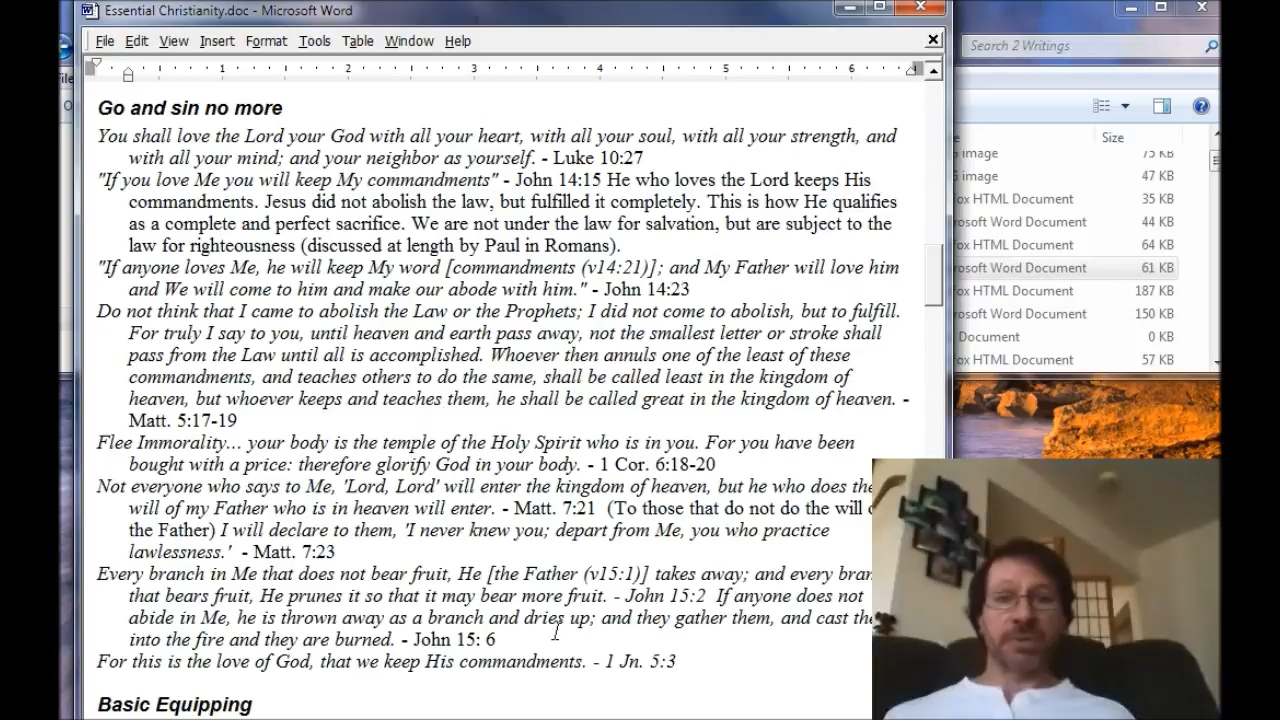 Essential Christianity.doc - Microsoft Word
File Edit View Insert Format Tools Table Window Help
Search 2 Writings
1 2 3 4 5 6
Size
Go and sin no more
You shall love the Lord your God with all your heart, with all your soul, with all your strength, and
with all your mind; and your neighbor as yourself. - Luke 10:27
"If you love Me you will keep My commandments" - John 14:15 He who loves the Lord keeps His
commandments. Jesus did not abolish the law, but fulfilled it completely. This is how He qualifies
as a complete and perfect sacrifice. We are not under the law for salvation, but are subject to the
law for righteousness (discussed at length by Paul in Romans).
"If anyone loves Me, he will keep My word [commandments (v14:21)]; and My Father will love him
and We will come to him and make our abode with him." - John 14:23
Do not think that I came to abolish the Law or the Prophets; I did not come to abolish, but to fulfill.
For truly I say to you, until heaven and earth pass away, not the smallest letter or stroke shall
pass from the Law until all is accomplished. Whoever then annuls one of the least of these
commandments, and teaches others to do the same, shall be called least in the kingdom of
heaven, but whoever keeps and teaches them, he shall be called great in the kingdom of heaven. -
Matt. 5:17-19
Flee Immorality... your body is the temple of the Holy Spirit who is in you. For you have been
bought with a price: therefore glorify God in your body. - 1 Cor. 6:18-20
Not everyone who says to Me, 'Lord, Lord' will enter the kingdom of heaven, but he who does the
will of my Father who is in heaven will enter. - Matt. 7:21 (To those that do not do the will
the Father) I will declare to them, 'I never knew you; depart from Me, you who practice
lawlessness.' - Matt. 7:23
Every branch in Me that does not bear fruit, He [the Father (v15:1)] takes away; and every bran
that bears fruit, He prunes it so that it may bear more fruit. - John 15:2 If anyone does not
abide in Me, he is thrown away as a branch and dries up; and they gather them, and cast the
into the fire and they are burned. - John 15: 6
For this is the love of God, that we keep His commandments. - 1 Jn. 5:3
Basic Equipping
image 75 KB
image 47 KB
fox HTML Document 35 KB
rosoft Word Document 44 KB
fox HTML Document 64 KB
rosoft Word Document 61 KB
fox HTML Document 187 KB
rosoft Word Document 150 KB
Document 0 KB
fox HTML Document 57 KB